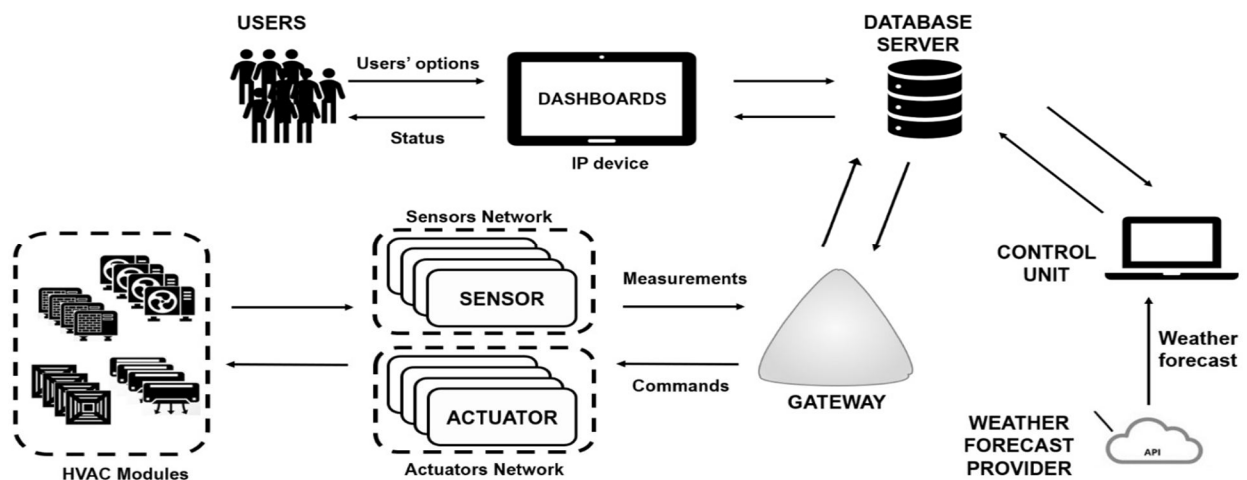 USERS
DATABASE
SERVER
Users' options
DASHBOARDS
Status
IP device
Sensors Network
CONTROL
UNIT
SENSOR
Measurements
Weather
forecast
ACTUATOR
Commands
GATEWAY
WEATHER
FORECAST
PROVIDER
API
HVAC Modules
Actuators Network